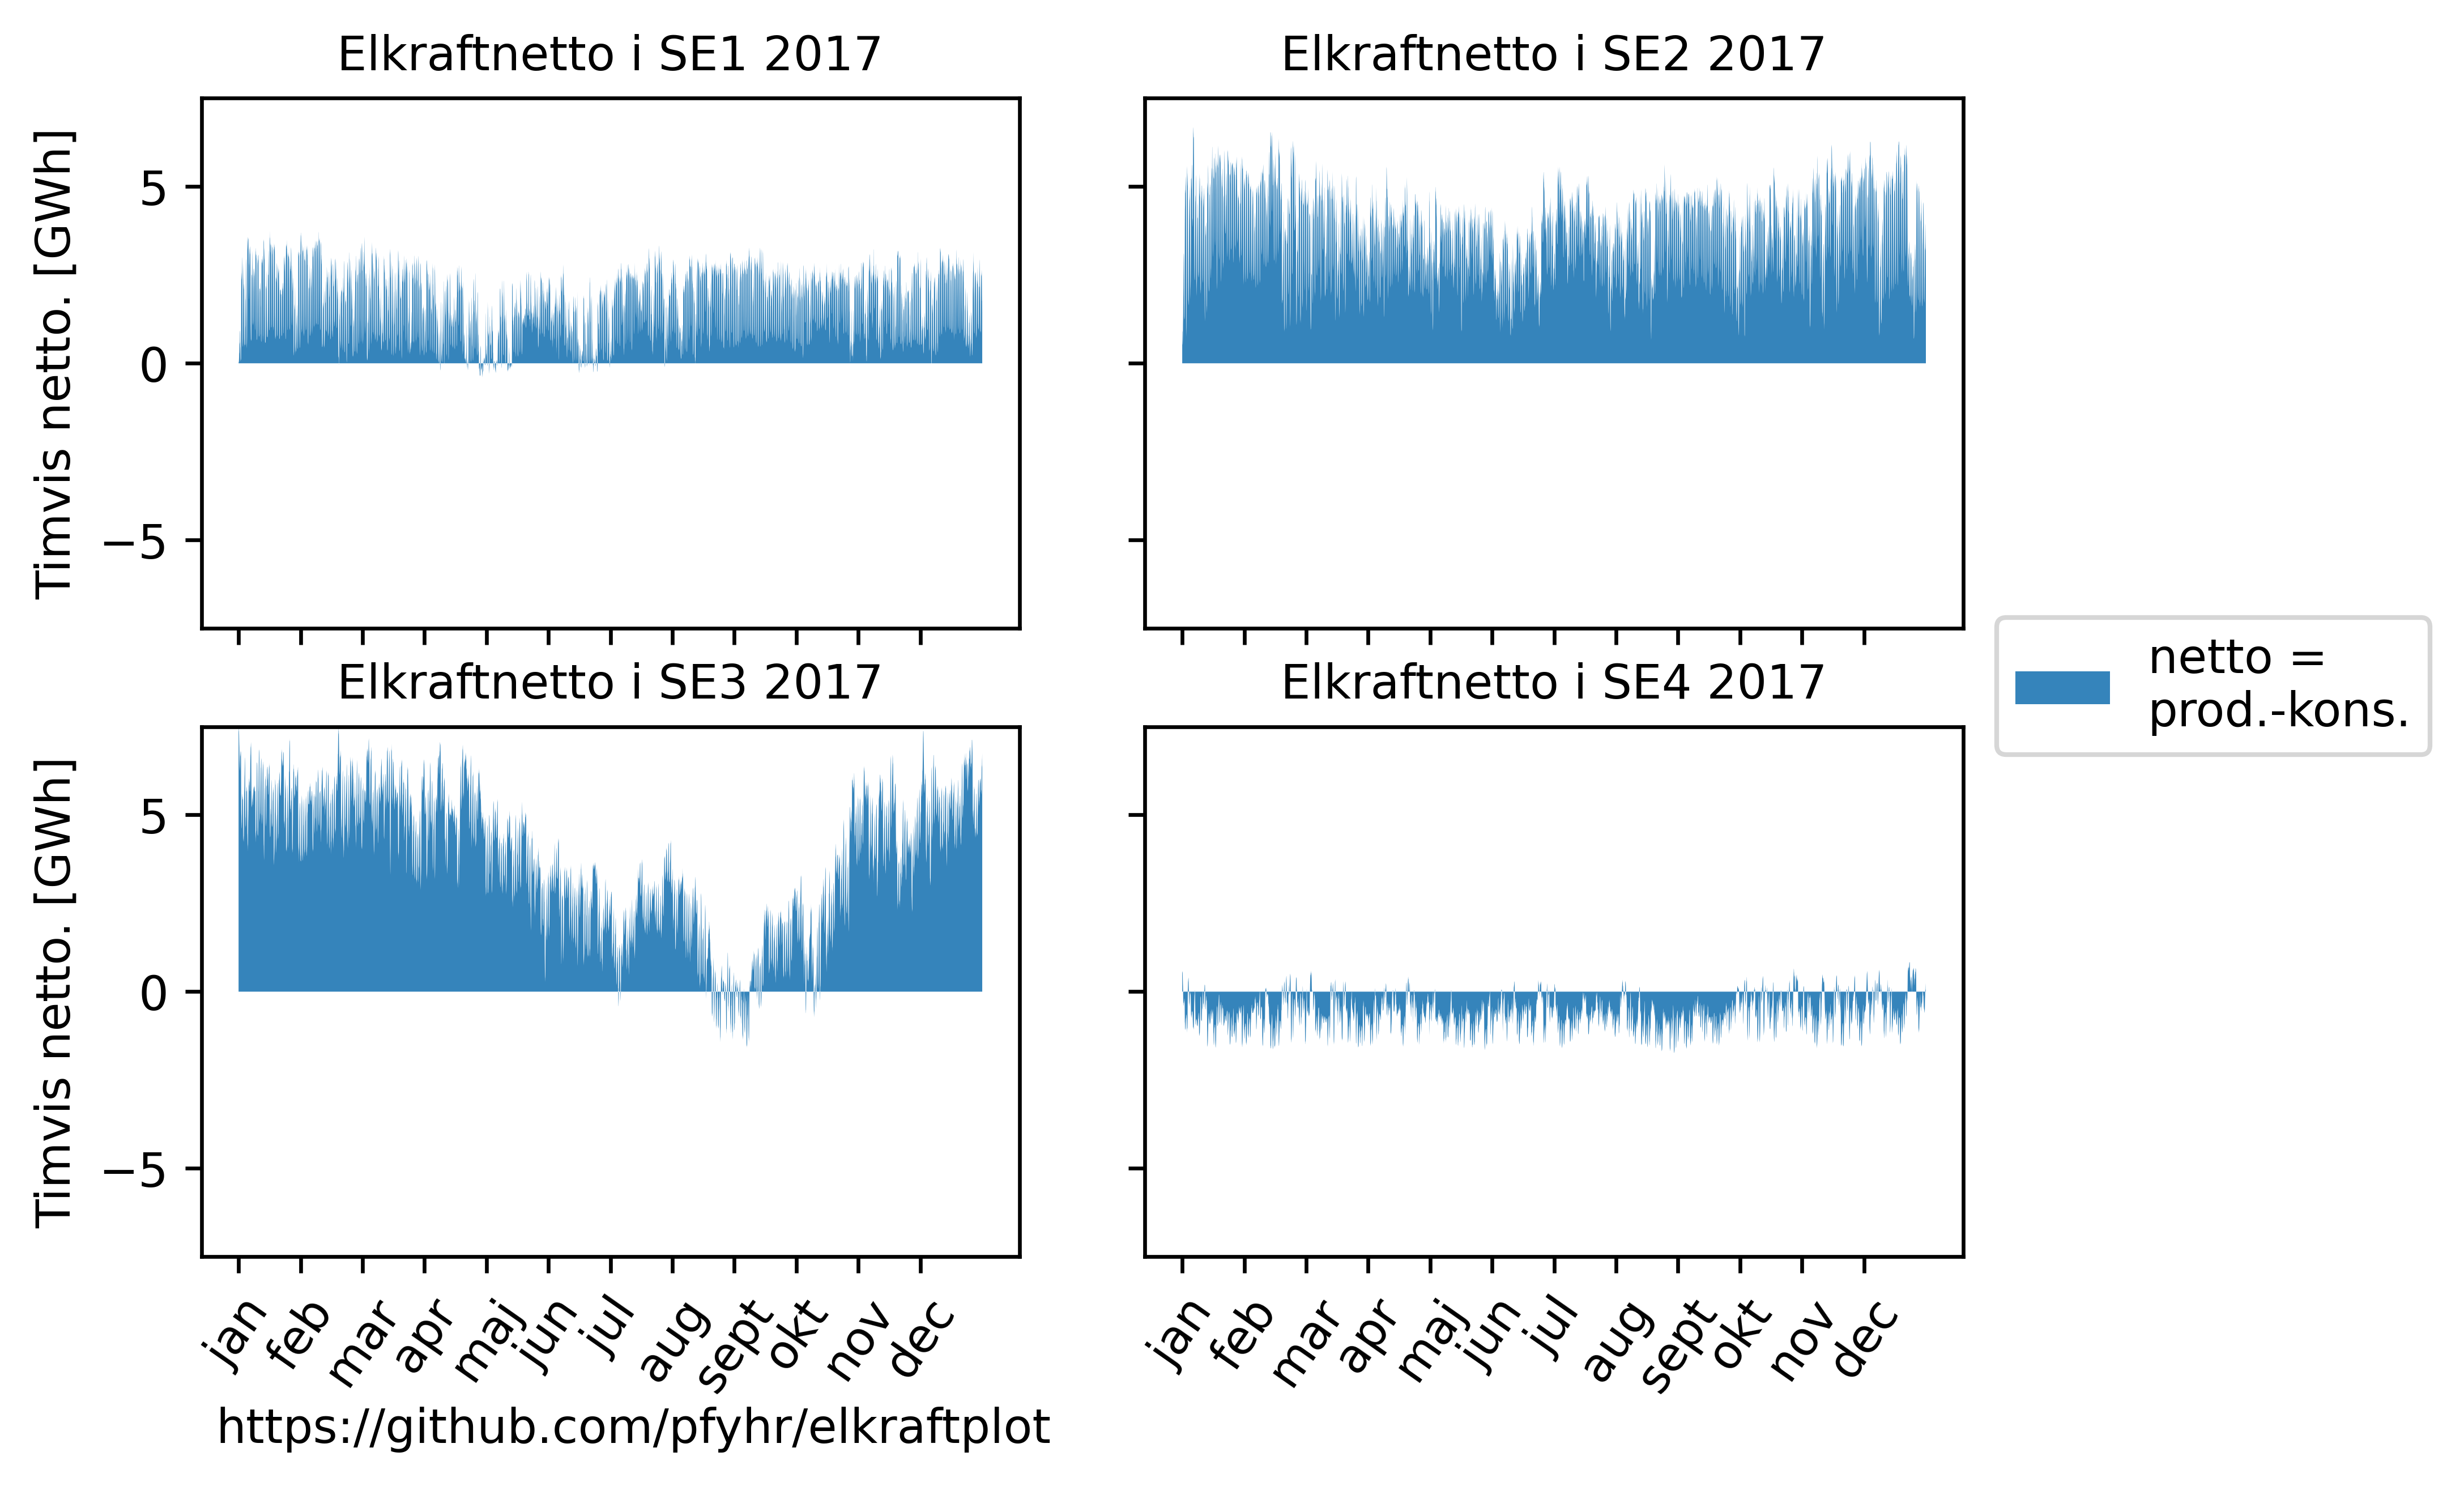 Elkraftnetto i SE1 2017
Elkraftnetto i SE2 2017
Timvis netto. [GWh]
5
0
−5
netto =
prod.-kons.
Elkraftnetto i SE3 2017
Elkraftnetto i SE4 2017
Timvis netto. [GWh]
5
0
−5
jan
feb
mar
apr
maj
jun
jul
aug
sept
okt
nov
dec
jan
feb
mar
apr
maj
jun
jul
aug
sept
okt
nov
dec
https://github.com/pfyhr/elkraftplot